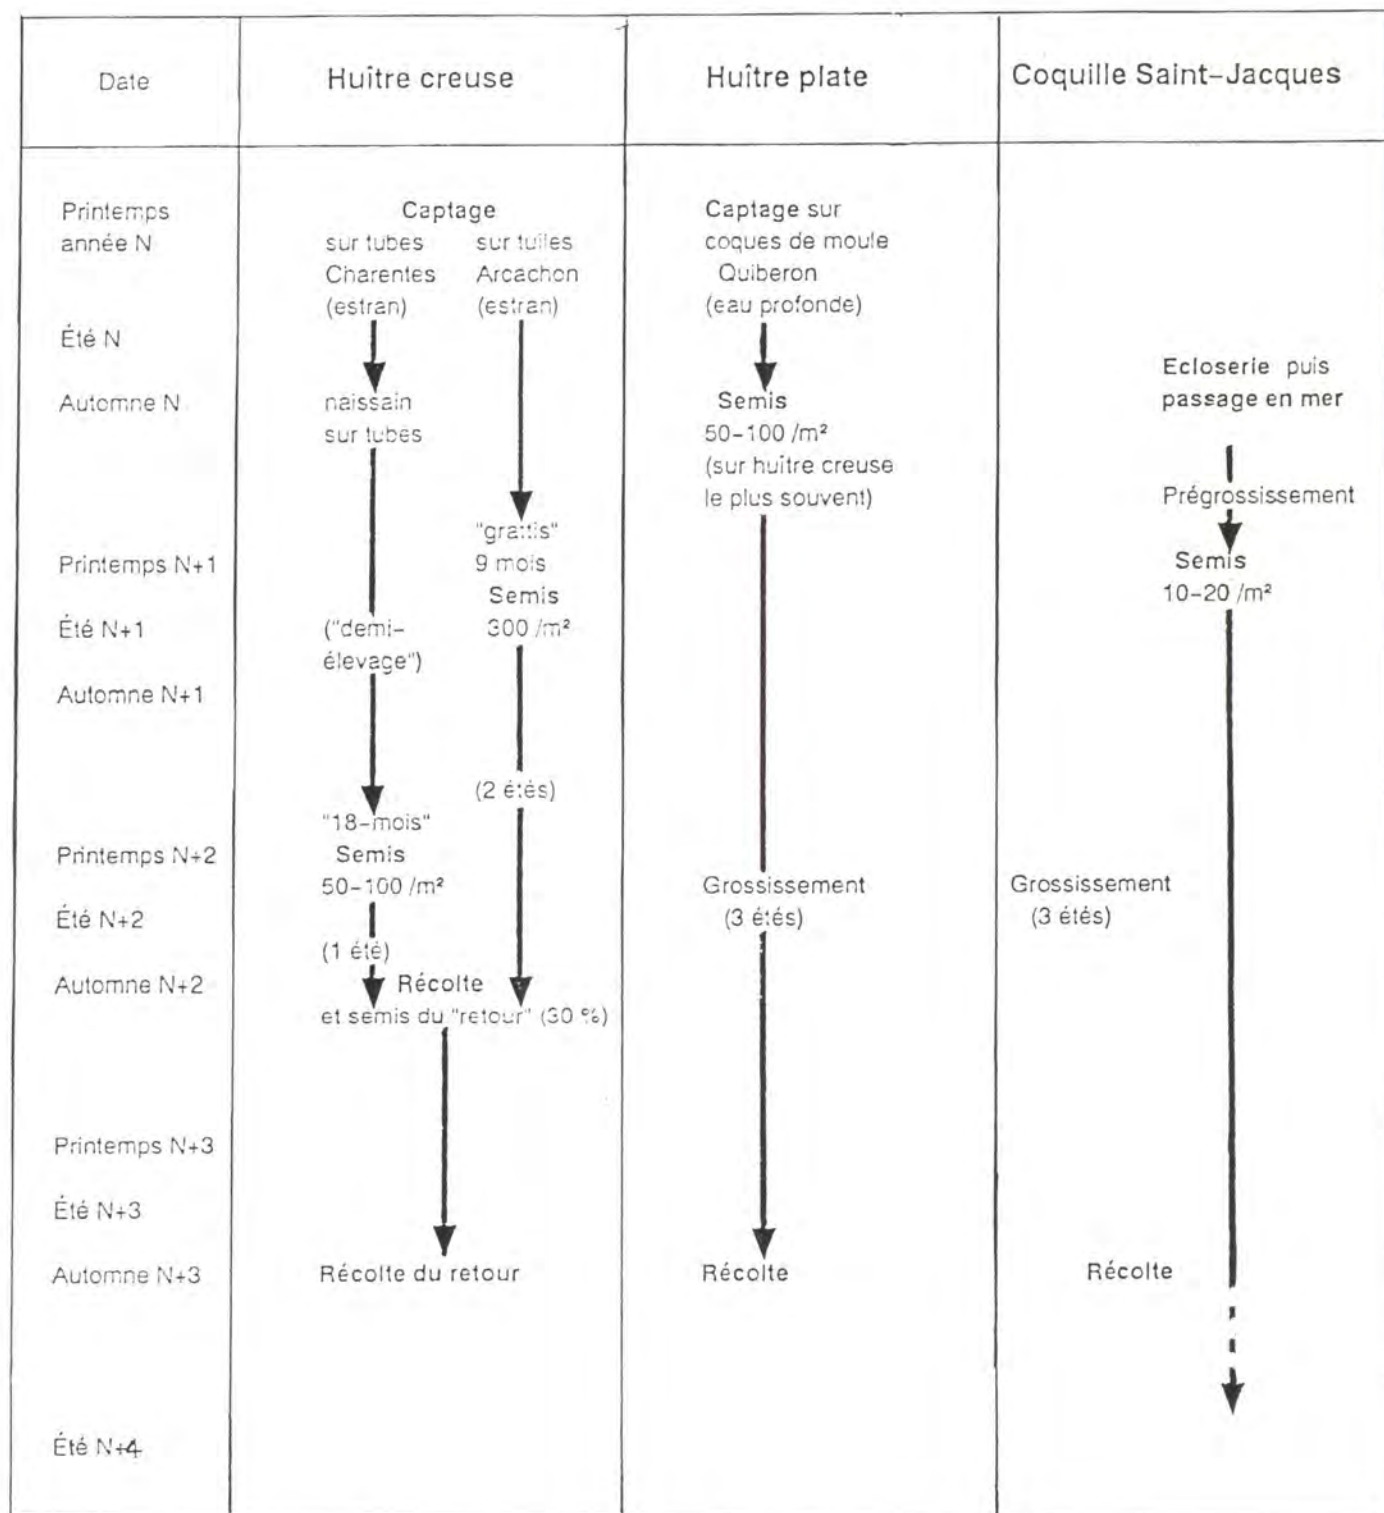 Date
Huître creuse
Huître plate
Coquille Saint-Jacques
Printemps
année N
Été N
Automne N
Printemps N+1
Été N+1
Automne N+1
Printemps N+2
Été N+2
Automne N+2
Printemps N+3
Été N+3
Automne N+3
Été N+4
Captage
sur tubes
Charentes
(estran)
sur tuiles
Arcachon
(estran)
naissain
sur tubes
"grattis"
9 mois
Semis
300 /m²
("demi-
élevage")
(2 étés)
"18-mois"
Semis
50-100 /m²
(1 été)
Récolte
et semis du "retour" (30 %)
Récolte du retour
Captage sur
coques de moule
Quiberon
(eau profonde)
Semis
50-100 /m²
(sur huître creuse
le plus souvent)
Grossissement
(3 étés)
Récolte
Ecloserie puis
passage en mer
Prégrossissement
Semis
10-20 /m²
Grossissement
(3 étés)
Récolte